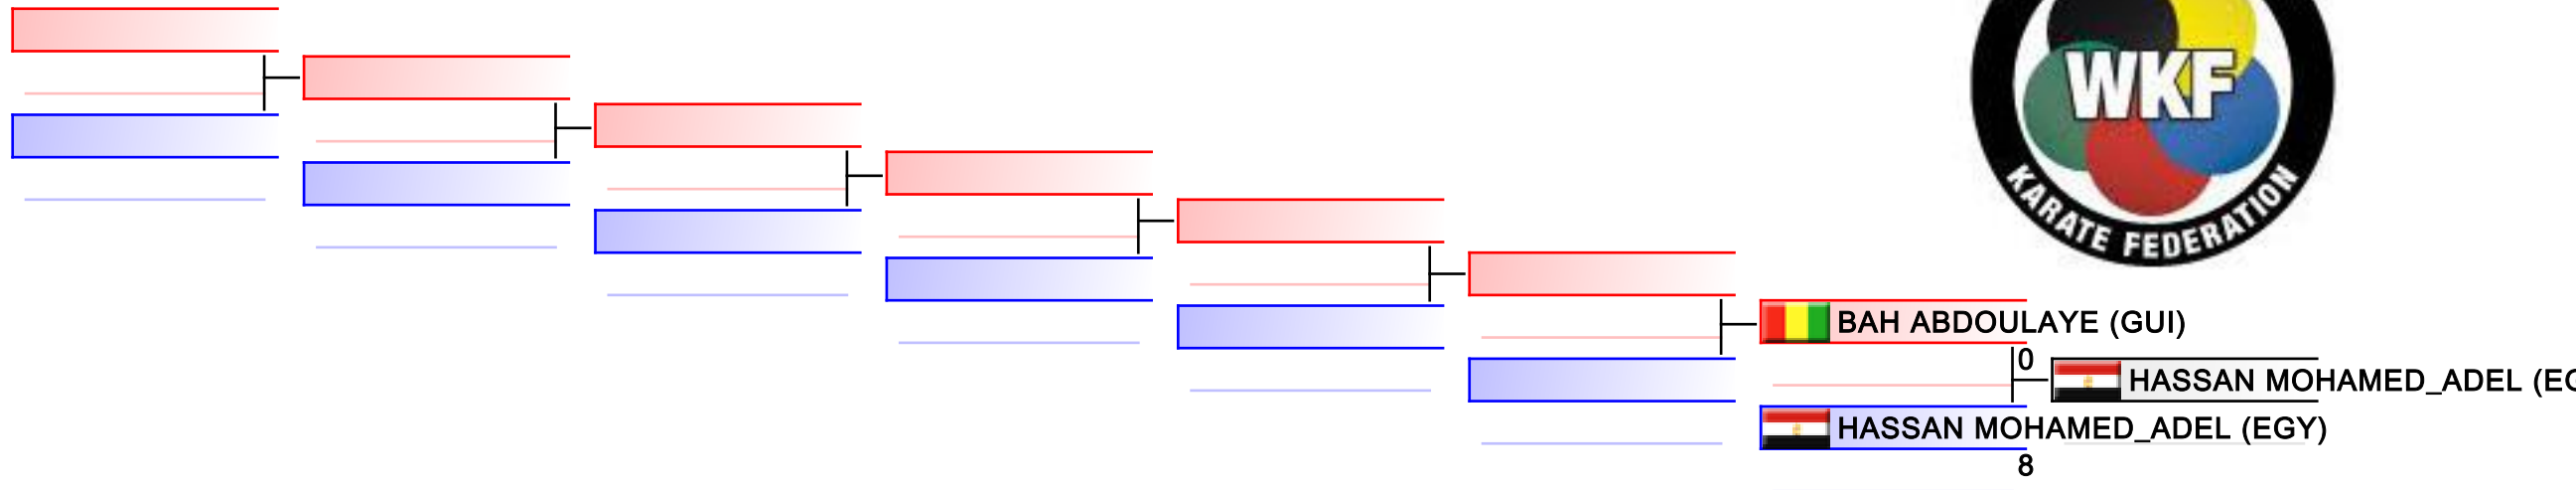 WKF
KARATE FEDERATION
BAH ABDOULAYE (GUI)
0
HASSAN MOHAMED_ADEL (EG
HASSAN MOHAMED_ADEL (EGY)
8